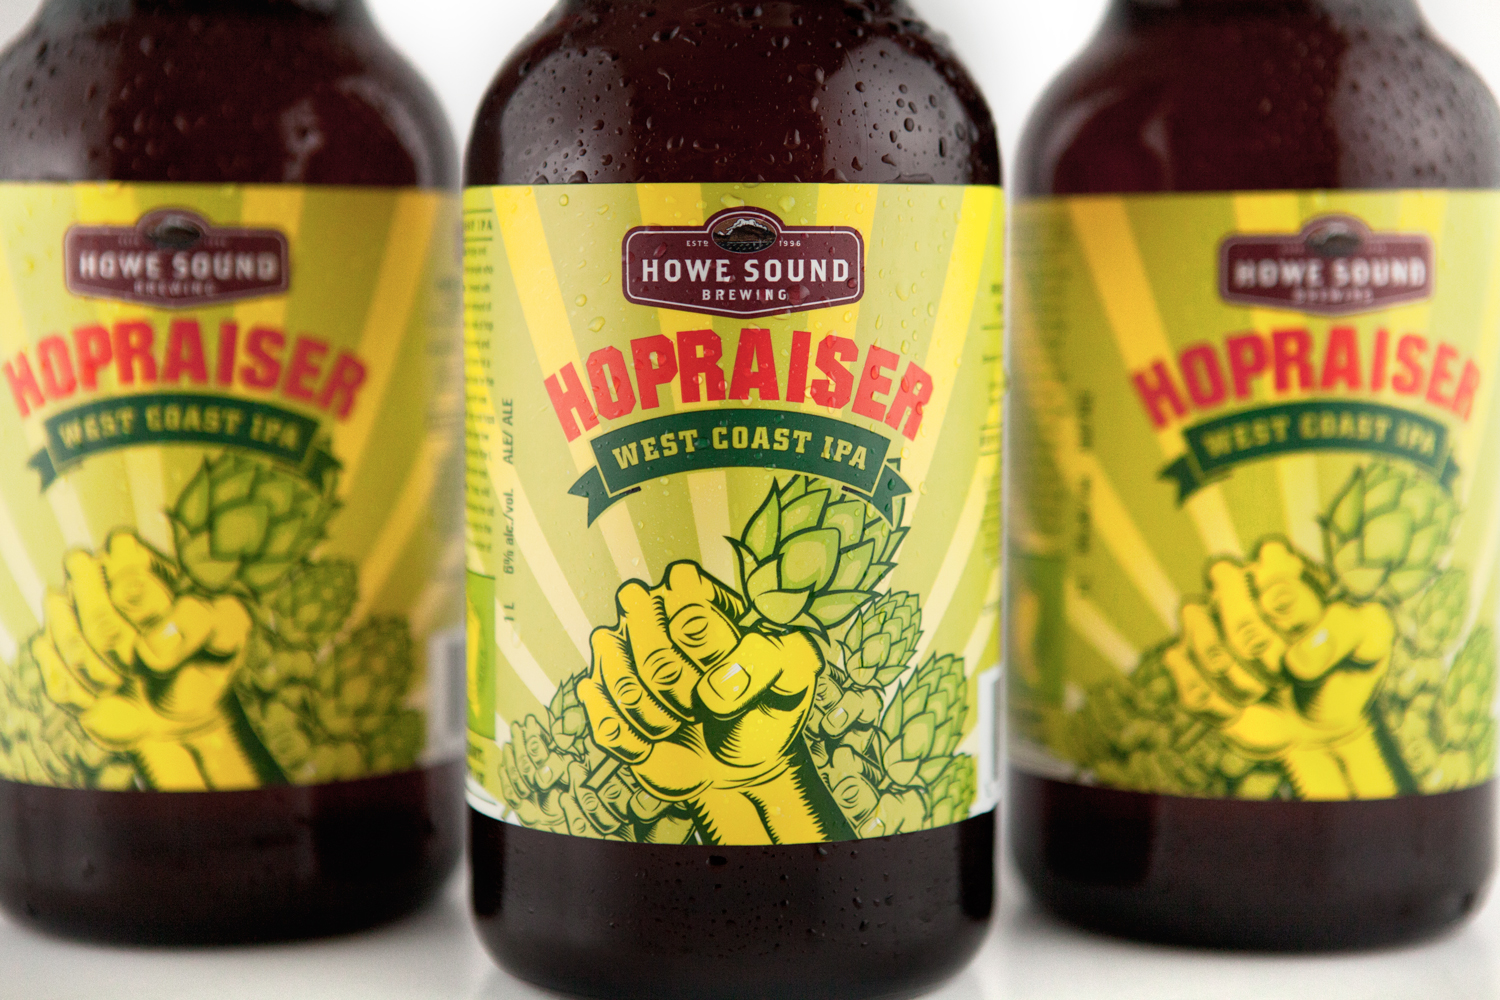 HOWE SOUND
BREWING
HOPRAISER
WEST COAST IPA
ESTD 1996
HOWE SOUND
BREWING
HOPRAISER
WEST COAST IPA
1 L 6% alc./vol. ALE/ ALE
HOWE SOUND
BREWING
HOPRAISER
WEST COAST IPA